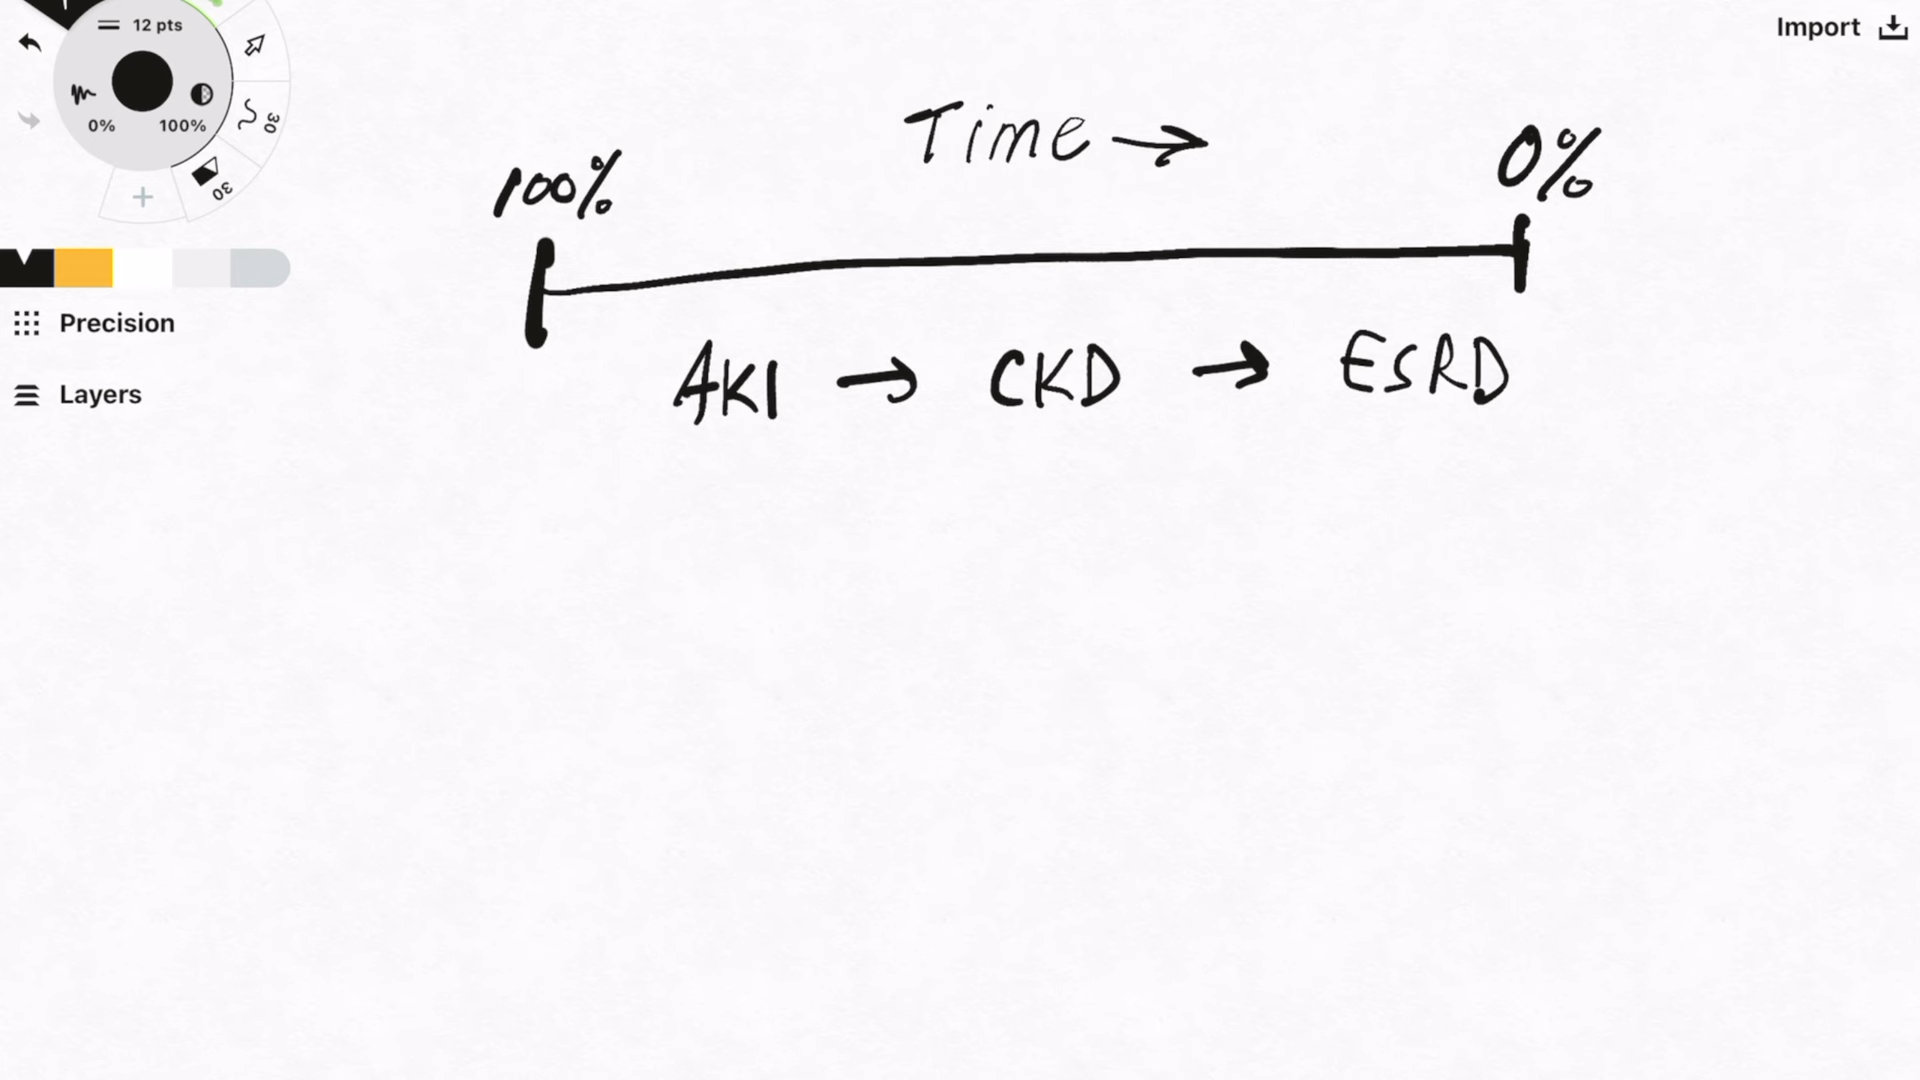 12 pts
0% 100%
30
30
Precision
Layers
Import
Time →
100% 0%
AKI → CKD → ESRD